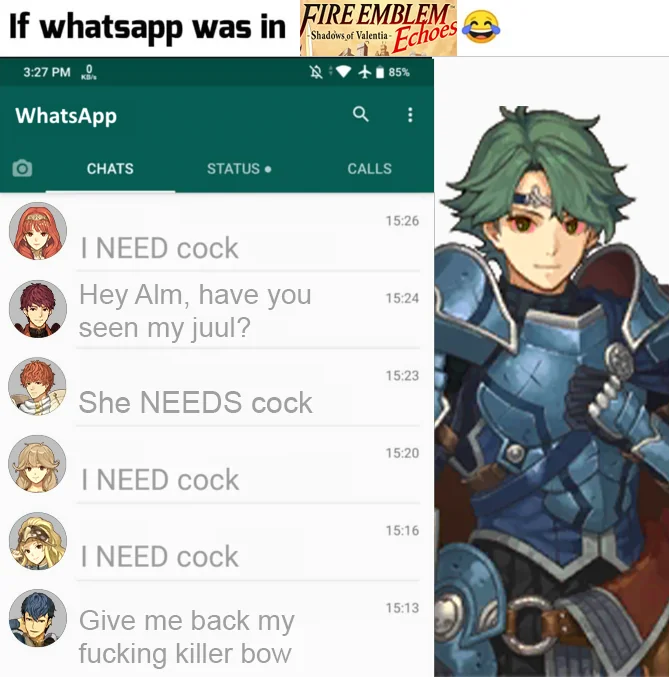 If whatsapp was in FIRE EMBLEM Echoes 😂
- Shadows of Valentia -
3:27 PM 0 KB/s 85%
WhatsApp
CHATS STATUS • CALLS
15:26
I NEED cock
Hey Alm, have you 15:24
seen my juul?
15:23
She NEEDS cock
15:20
I NEED cock
15:16
I NEED cock
15:13
Give me back my
fucking killer bow